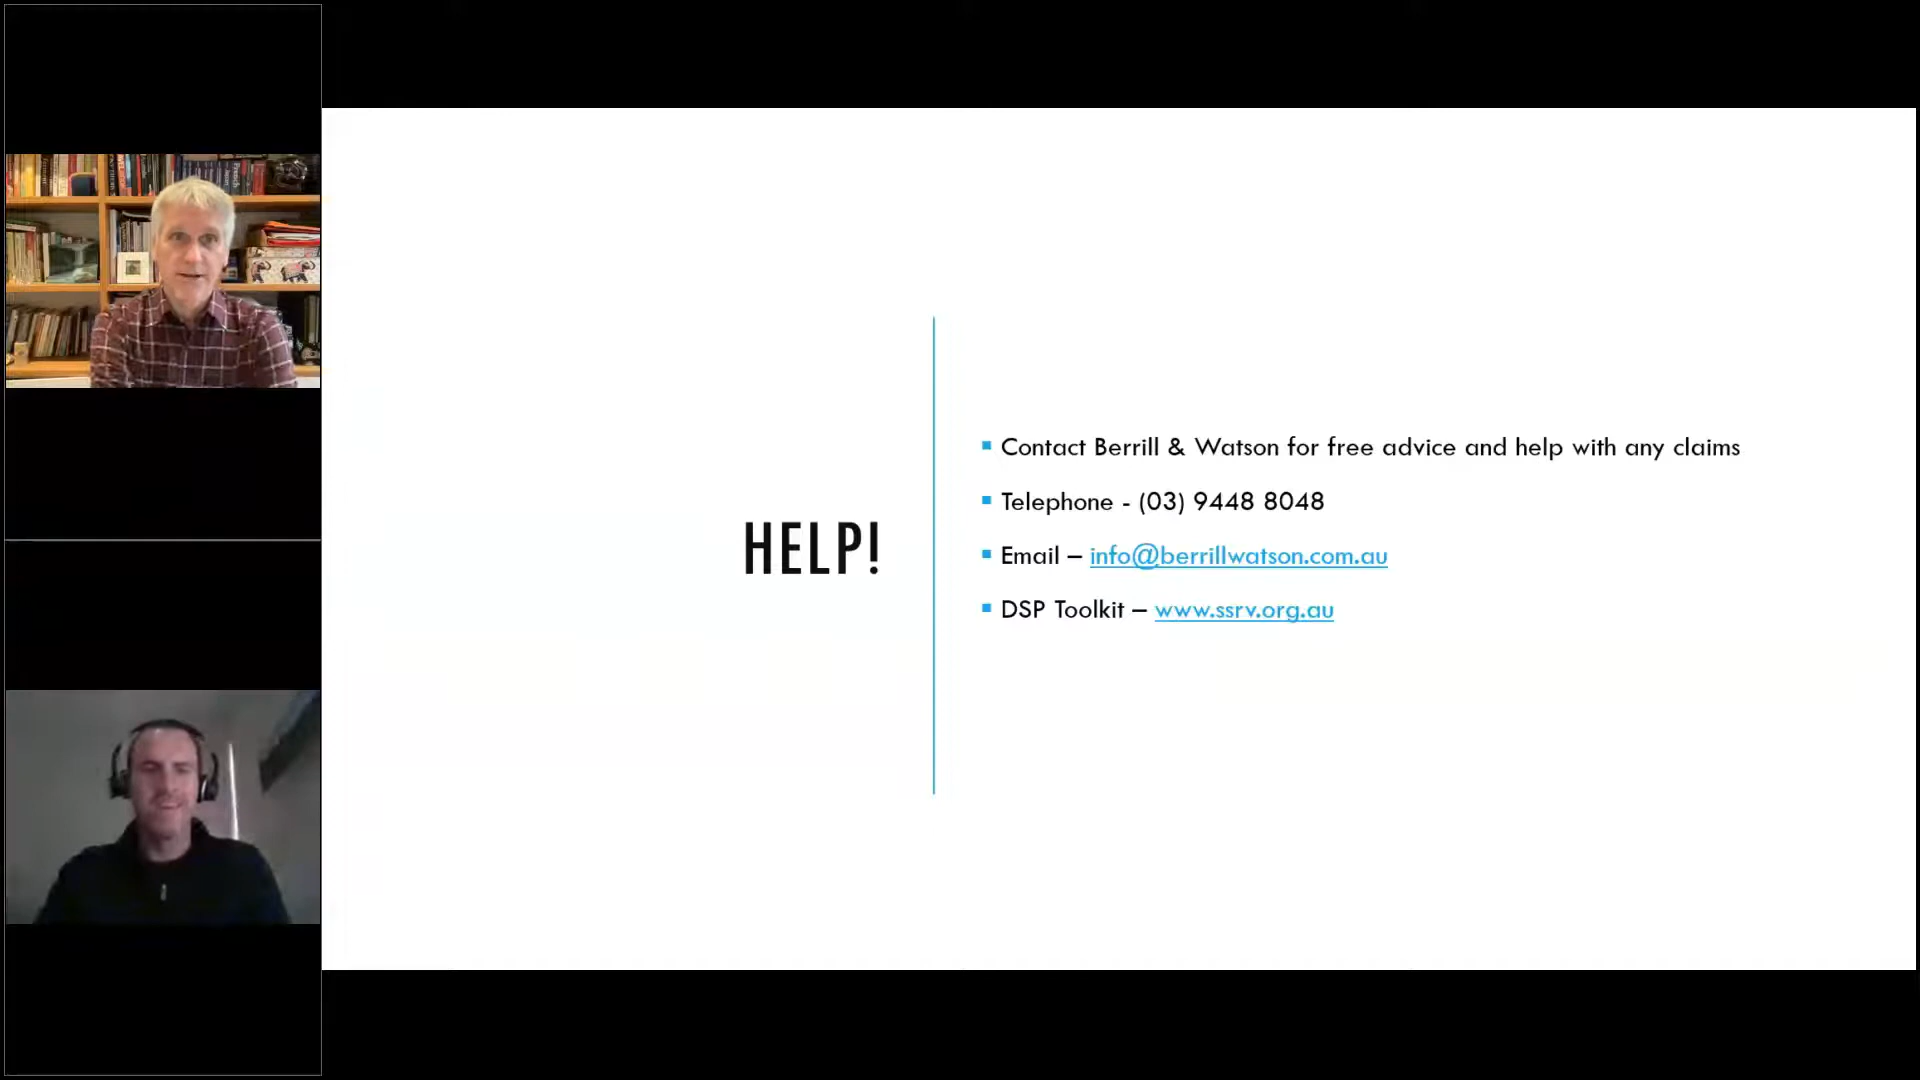 HELP!
Contact Berrill & Watson for free advice and help with any claims
Telephone - (03) 9448 8048
Email – info@berrillwatson.com.au
DSP Toolkit – www.ssrv.org.au